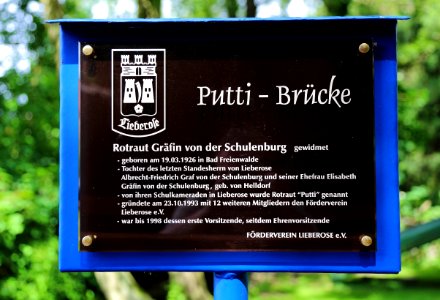 Lieberose
Putti - Brücke
Rotraut Gräfin von der Schulenburg gewidmet
- geboren am 19.03.1926 in Bad Freienwalde
- Tochter des letzten Standesherrn von Lieberose
Albrecht-Friedrich Graf von der Schulenburg und seiner Ehefrau Elisabeth
Gräfin von der Schulenburg, geb. von Helldorf
- von ihren Schulkameraden in Lieberose wurde Rotraut "Putti" genannt
- gründete am 23.10.1993 mit 12 weiteren Mitgliedern den Förderverein
Lieberose e.V.
- war bis 1998 dessen erste Vorsitzende, seitdem Ehrenvorsitzende
FÖRDERVEREIN LIEBEROSE e.V.